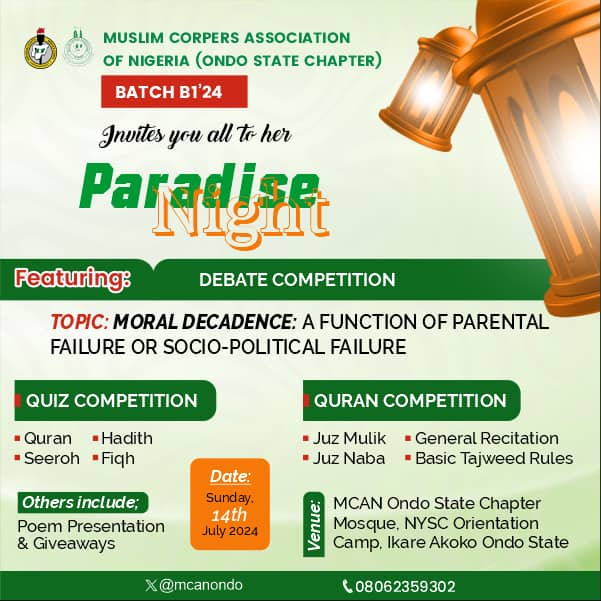 MUSLIM CORPERS ASSOCIATION
OF NIGERIA (ONDO STATE CHAPTER)
BATCH B1'24
Invites you all to her
Paradise
Night
Featuring:
DEBATE COMPETITION
TOPIC: MORAL DECADENCE: A FUNCTION OF PARENTAL
FAILURE OR SOCIO-POLITICAL FAILURE
QUIZ COMPETITION
Quran
Hadith
Seeroh
Fiqh
QURAN COMPETITION
Juz Mulik
General Recitation
Juz Naba
Basic Tajweed Rules
Others include;
Poem Presentation
& Giveaways
Date:
Sunday,
14th
July 2024
Venue:
MCAN Ondo State Chapter
Mosque, NYSC Orientation
Camp, Ikare Akoko Ondo State
@mcanondo
08062359302